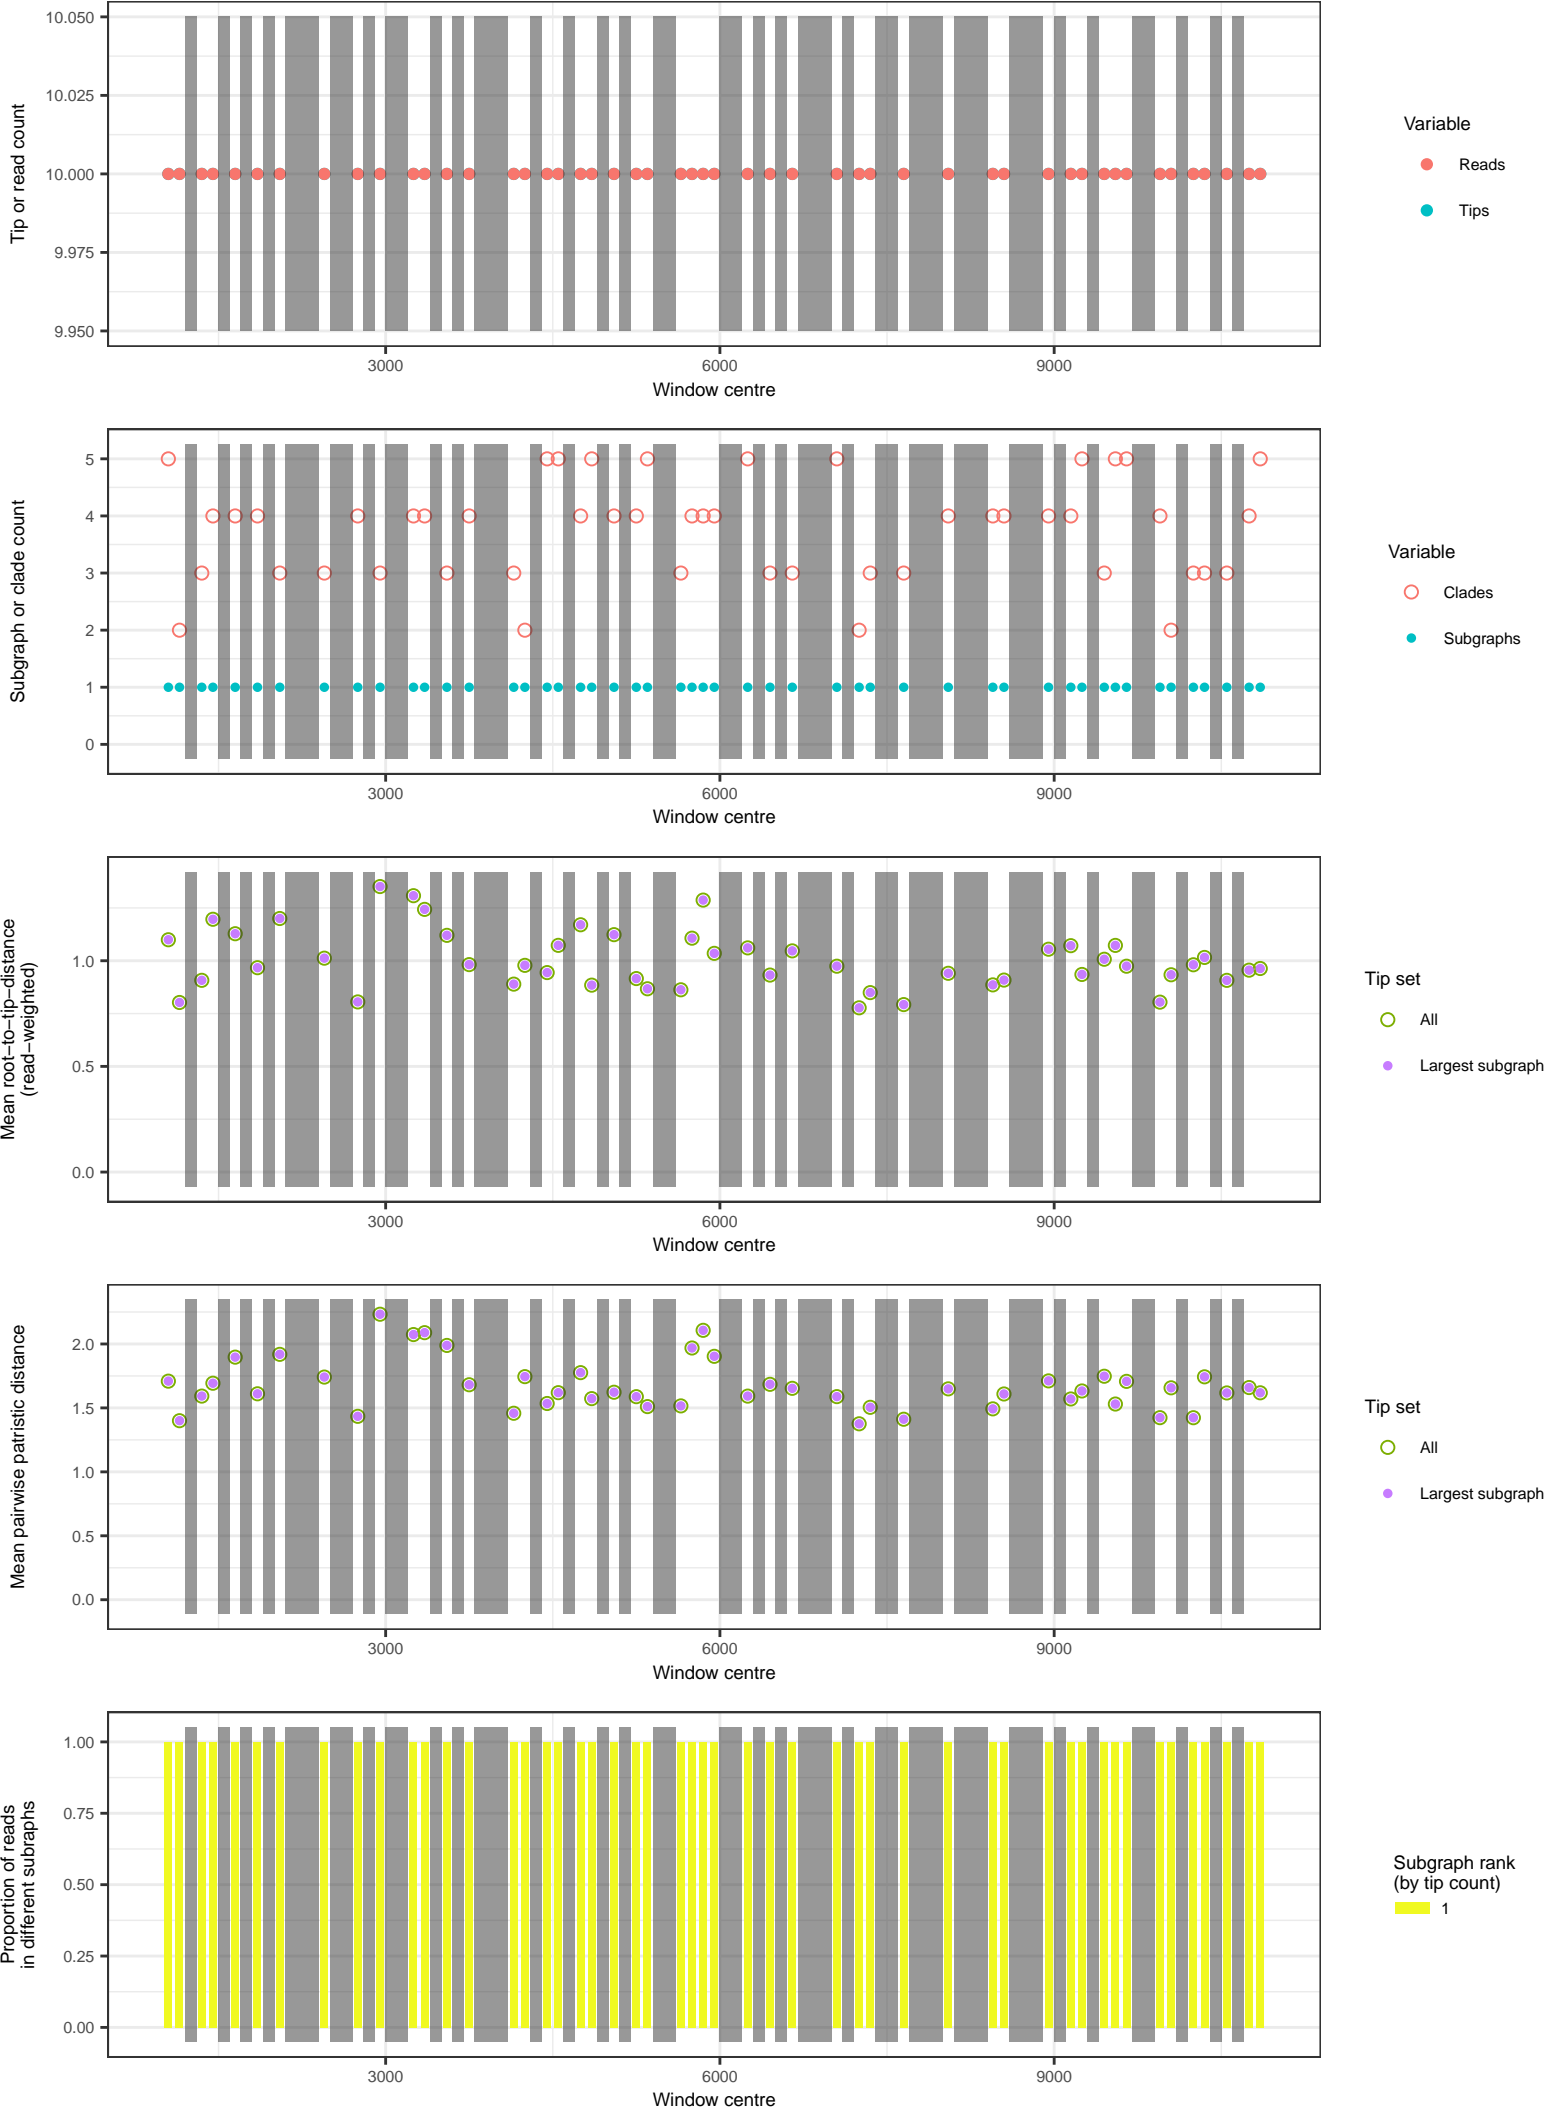 10.050
10.025
10.000
9.975
9.950
Tip or read count
3000 6000 9000
Window centre
Variable
Reads
Tips
5
4
3
2
1
0
Subgraph or clade count
3000 6000 9000
Window centre
Variable
Clades
Subgraphs
1.0
0.5
0.0
Mean root−to−tip−distance
(read−weighted)
3000 6000 9000
Window centre
Tip set
All
Largest subgraph
2.0
1.5
1.0
0.5
0.0
Mean pairwise patristic distance
3000 6000 9000
Window centre
Tip set
All
Largest subgraph
1.00
0.75
0.50
0.25
0.00
Proportion of reads
in different subraphs
3000 6000 9000
Window centre
Subgraph rank
(by tip count)
1